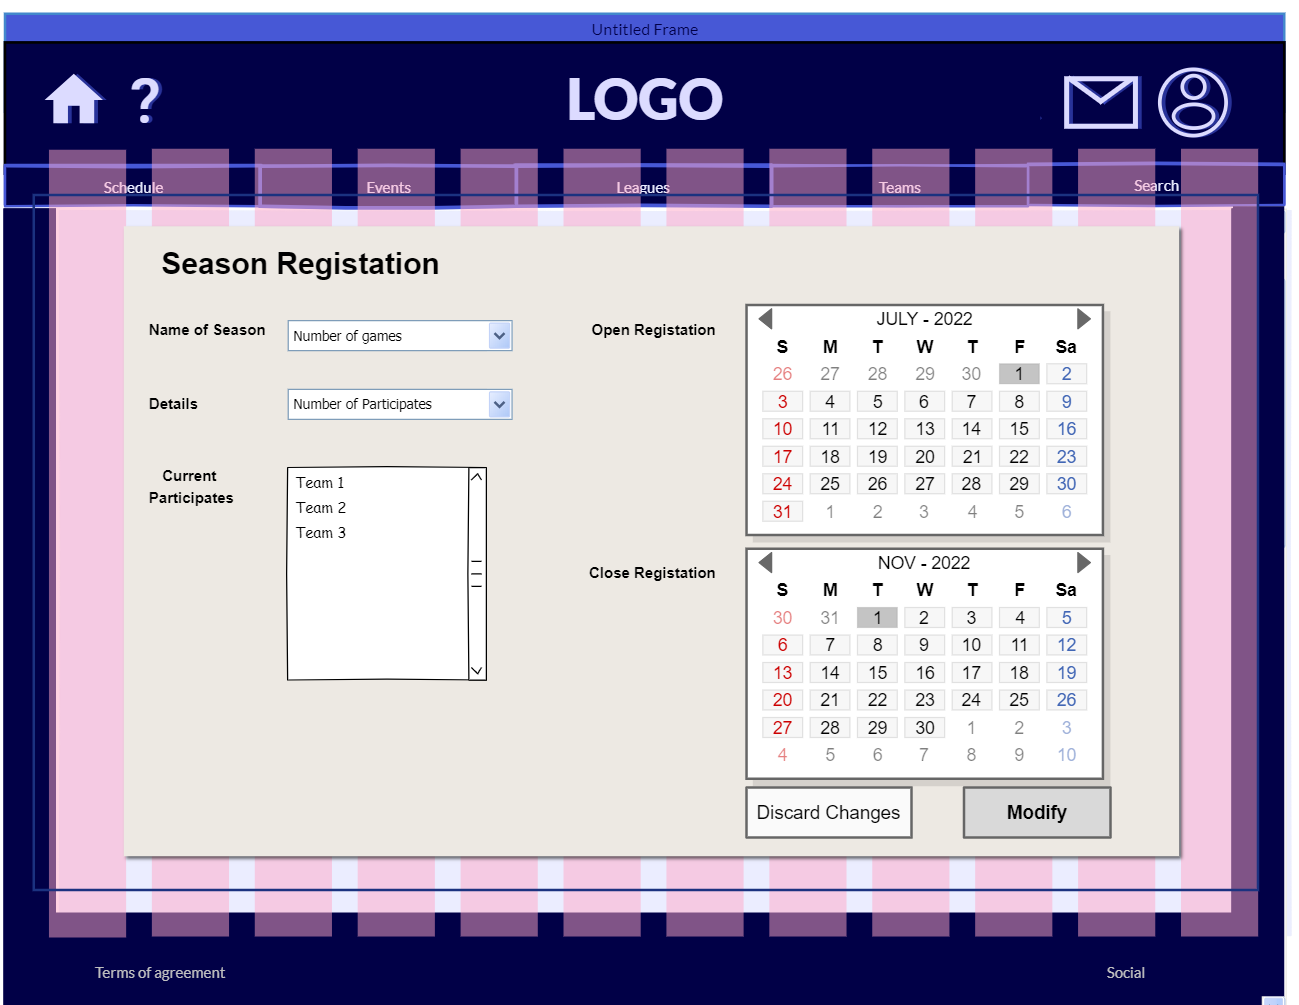 Untitled Frame
?
LOGO
Schedule
Events
Leagues
Teams
Search
Season Registation
Name of Season
Number of games
Details
Number of Participates
Current
Participates
Team 1
Team 2
Team 3
Open Registation
JULY - 2022
S M T W T F Sa
26 27 28 29 30 1 2
3 4 5 6 7 8 9
10 11 12 13 14 15 16
17 18 19 20 21 22 23
24 25 26 27 28 29 30
31 1 2 3 4 5 6
Close Registation
NOV - 2022
S M T W T F Sa
30 31 1 2 3 4 5
6 7 8 9 10 11 12
13 14 15 16 17 18 19
20 21 22 23 24 25 26
27 28 29 30 1 2 3
4 5 6 7 8 9 10
Discard Changes
Modify
Terms of agreement
Social